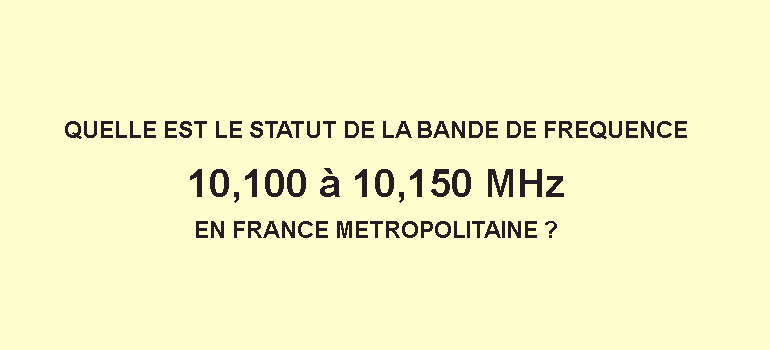 QUELLE EST LE STATUT DE LA BANDE DE FREQUENCE
10,100 à 10,150 MHz
EN FRANCE METROPOLITAINE ?